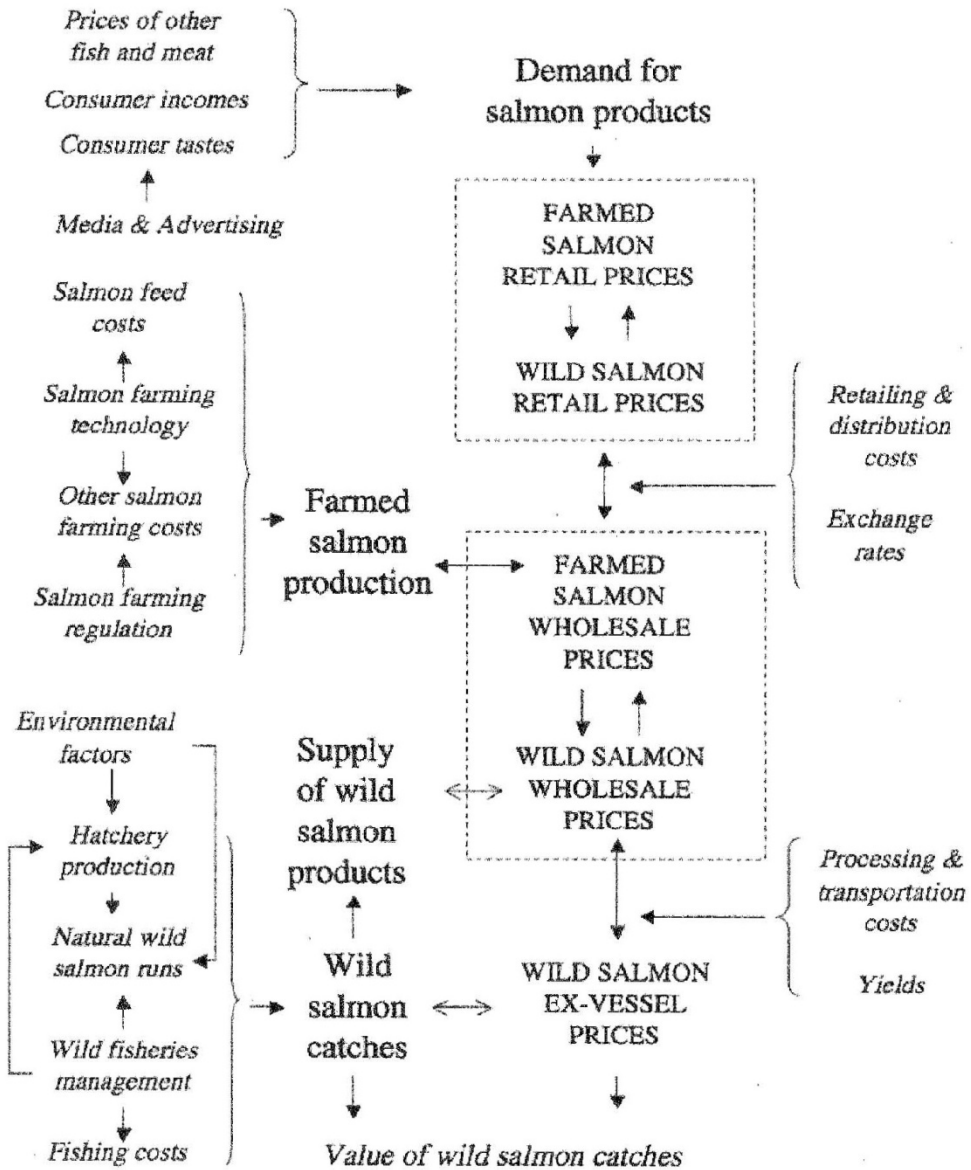 Prices of other
fish and meat
Consumer incomes
Consumer tastes
Media & Advertising
Demand for
salmon products
FARMED
SALMON
RETAIL PRICES
WILD SALMON
RETAIL PRICES
Salmon feed
costs
Salmon farming
technology
Other salmon
farming costs
Salmon farming
regulation
Farmed
salmon
production
Retailing &
distribution
costs
Exchange
rates
FARMED
SALMON
WHOLESALE
PRICES
WILD SALMON
WHOLESALE
PRICES
Environmental
factors
Hatchery
production
Natural wild
salmon runs
Wild fisheries
management
Fishing costs
Supply
of wild
salmon
products
Wild
salmon
catches
Processing &
transportation
costs
Yields
WILD SALMON
EX-VESSEL
PRICES
Value of wild salmon catches